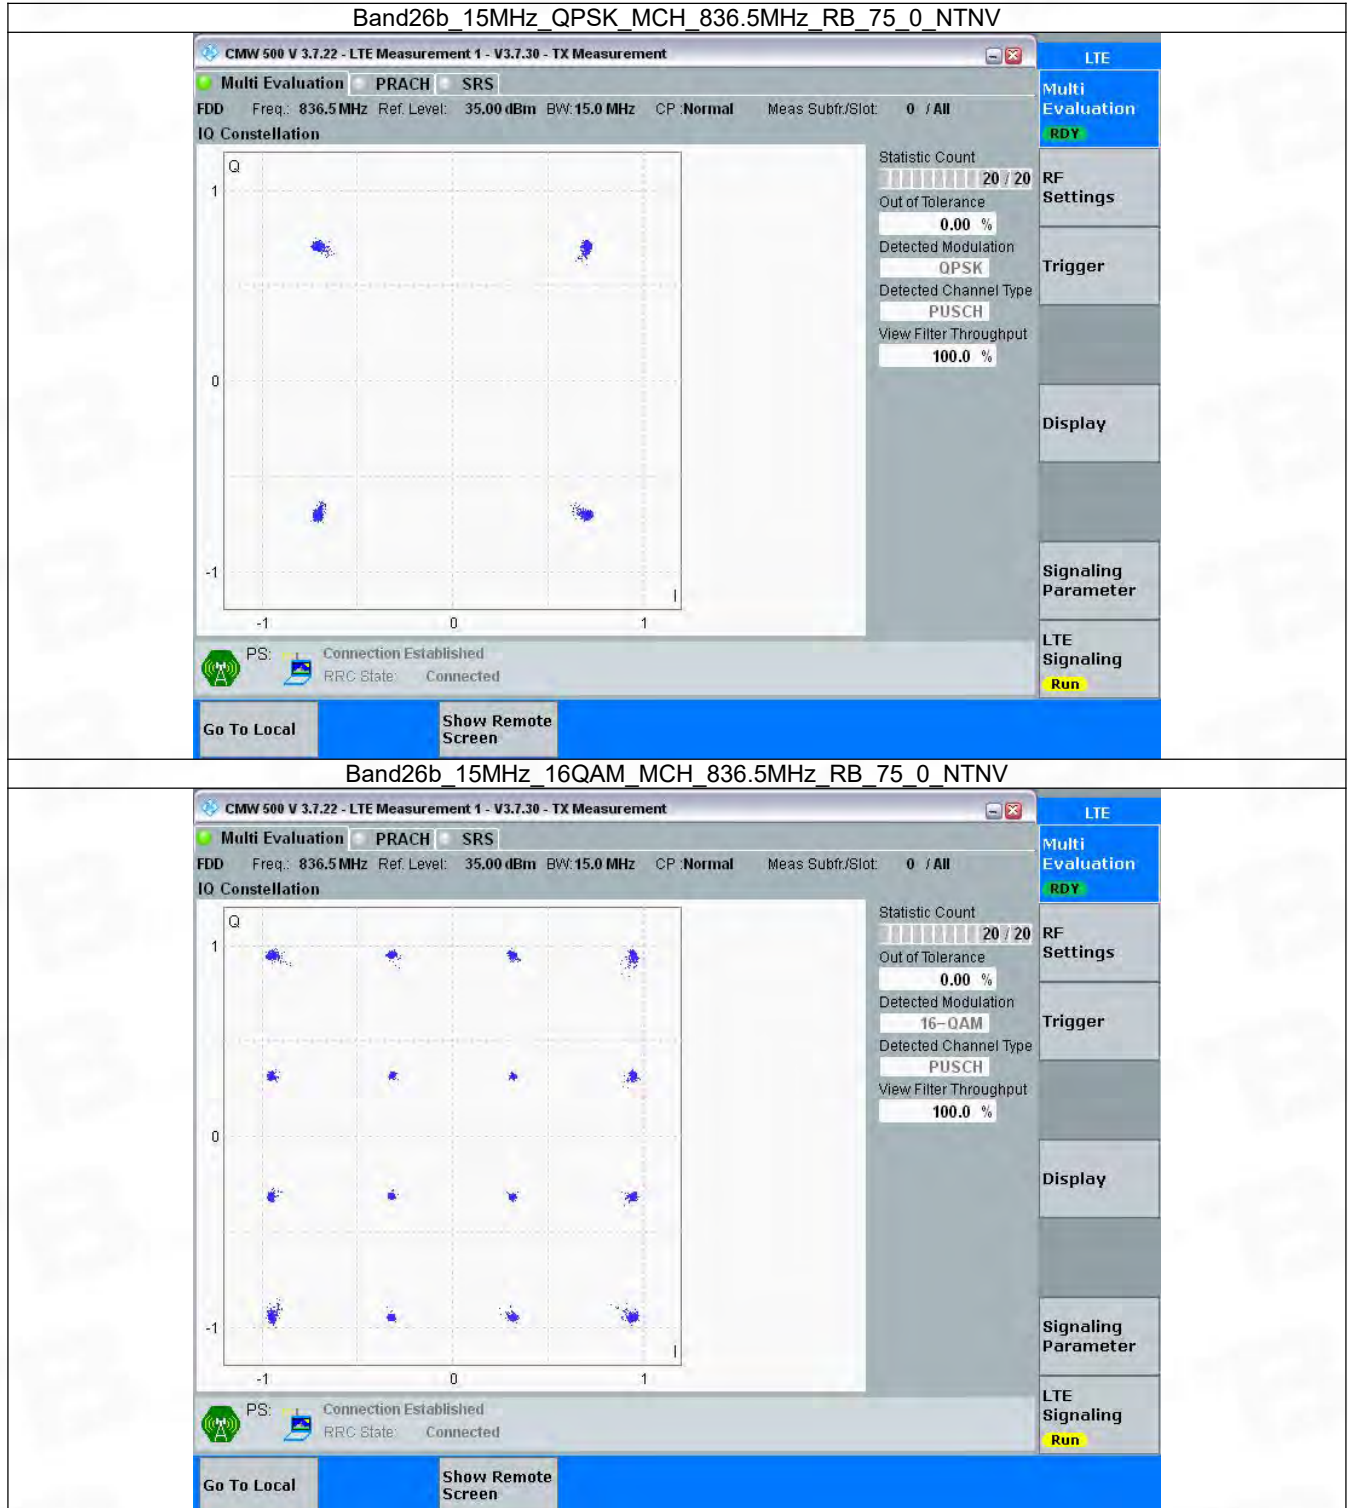 Band26b_15MHz_QPSK_MCH_836.5MHz_RB_75_0_NTNV
CMW 500 V 3.7.22 - LTE Measurement 1 - V3.7.30 - TX Measurement
LTE
Multi Evaluation PRACH SRS
Multi
Evaluation
RDY
FDD Freq.: 836.5 MHz Ref. Level: 35.00 dBm BW: 15.0 MHz CP :Normal Meas Subfr./Slot: 0 / All
IQ Constellation
Q
1
0
-1
I
-1 0 1
Statistic Count
20 / 20
Out of Tolerance
0.00 %
Detected Modulation
QPSK
Detected Channel Type
PUSCH
View Filter Throughput
100.0 %
RF
Settings
Trigger
Display
Signaling
Parameter
LTE
Signaling
Run
PS: Connection Established
RRC State: Connected
Go To Local
Show Remote
Screen
Band26b_15MHz_16QAM_MCH_836.5MHz_RB_75_0_NTNV
CMW 500 V 3.7.22 - LTE Measurement 1 - V3.7.30 - TX Measurement
LTE
Multi Evaluation PRACH SRS
Multi
Evaluation
RDY
FDD Freq.: 836.5 MHz Ref. Level: 35.00 dBm BW: 15.0 MHz CP :Normal Meas Subfr./Slot: 0 / All
IQ Constellation
Q
1
0
-1
I
-1 0 1
Statistic Count
20 / 20
Out of Tolerance
0.00 %
Detected Modulation
16-QAM
Detected Channel Type
PUSCH
View Filter Throughput
100.0 %
RF
Settings
Trigger
Display
Signaling
Parameter
LTE
Signaling
Run
PS: Connection Established
RRC State: Connected
Go To Local
Show Remote
Screen